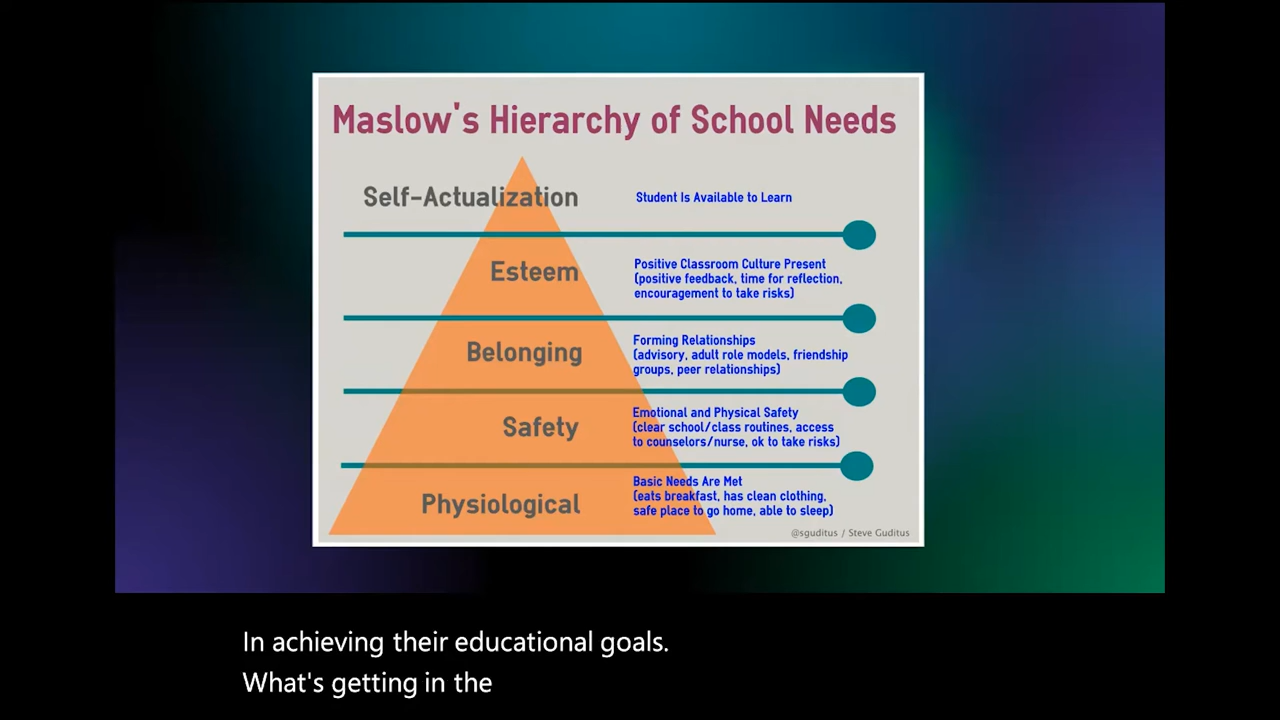 Maslow's Hierarchy of School Needs
Self-Actualization
Student Is Available to Learn
Esteem
Positive Classroom Culture Present
(positive feedback, time for reflection,
encouragement to take risks)
Belonging
Forming Relationships
(advisory, adult role models, friendship
groups, peer relationships)
Safety
Emotional and Physical Safety
(clear school/class routines, access
to counselors/nurse, ok to take risks)
Physiological
Basic Needs Are Met
(eats breakfast, has clean clothing,
safe place to go home, able to sleep)
@sguditus / Steve Guditus
In achieving their educational goals.
What's getting in the